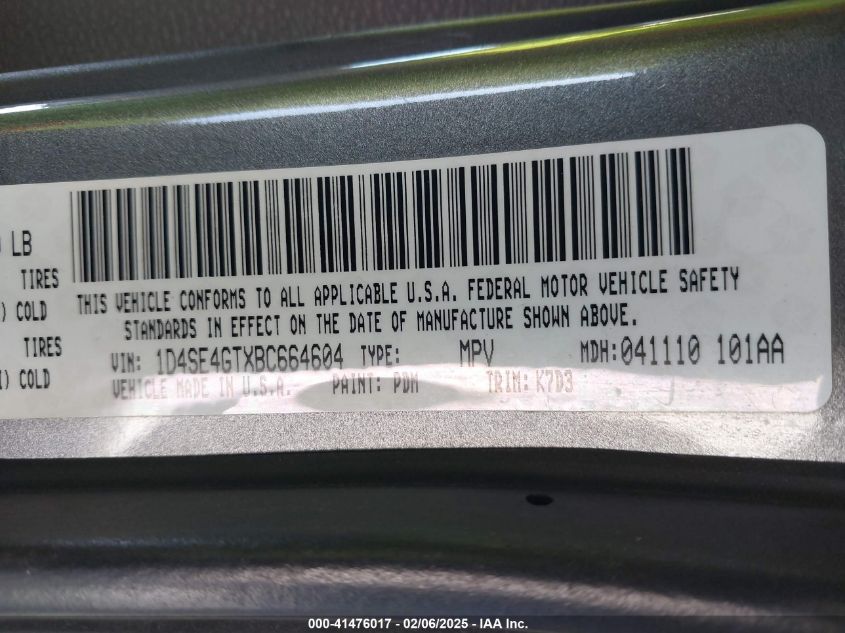 LB
TIRES
) COLD
TIRES
I) COLD
THIS VEHICLE CONFORMS TO ALL APPLICABLE U.S.A. FEDERAL MOTOR VEHICLE SAFETY
STANDARDS IN EFFECT ON THE DATE OF MANUFACTURE SHOWN ABOVE.
VIN: 1D4SE4GTXBC664604 TYPE: MPV MDH:041110 101AA
VEHICLE MADE IN U.S.A. PAINT: PDM TRIM: K7D3
000-41476017 - 02/06/2025 - IAA Inc.